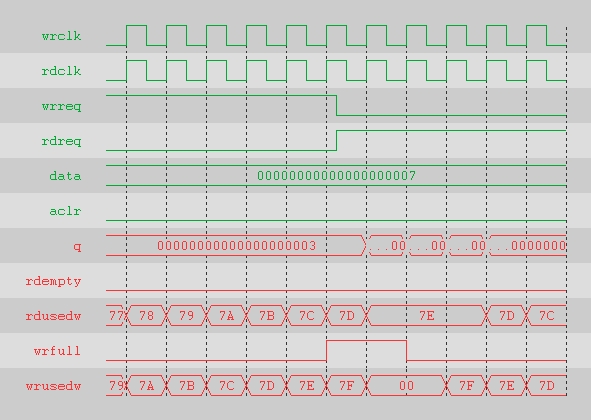 wrclk
rdclk
wrreq
rdreq
data 00000000000000000007
aclr
q 00000000000000000003 ...00 ...00 ...00 ...0000000
rdempty
rdusedw 77 78 79 7A 7B 7C 7D 7E 7D 7C
wrfull
wrusedw 79 7A 7B 7C 7D 7E 7F 00 7F 7E 7D